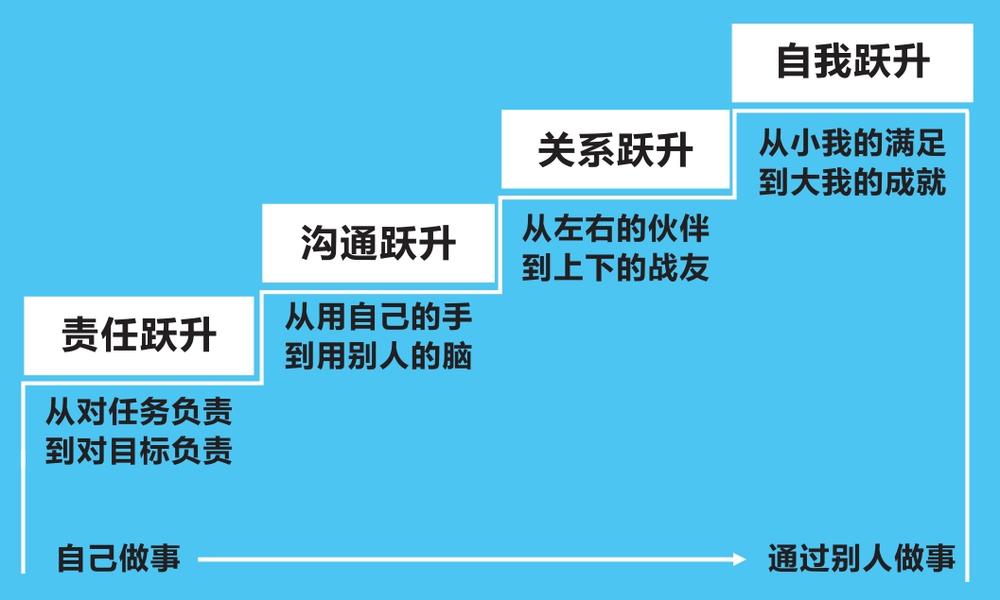 自我跃升
从小我的满足
到大我的成就
关系跃升
从左右的伙伴
到上下的战友
沟通跃升
从用自己的手
到用别人的脑
责任跃升
从对任务负责
到对目标负责
自己做事
通过别人做事